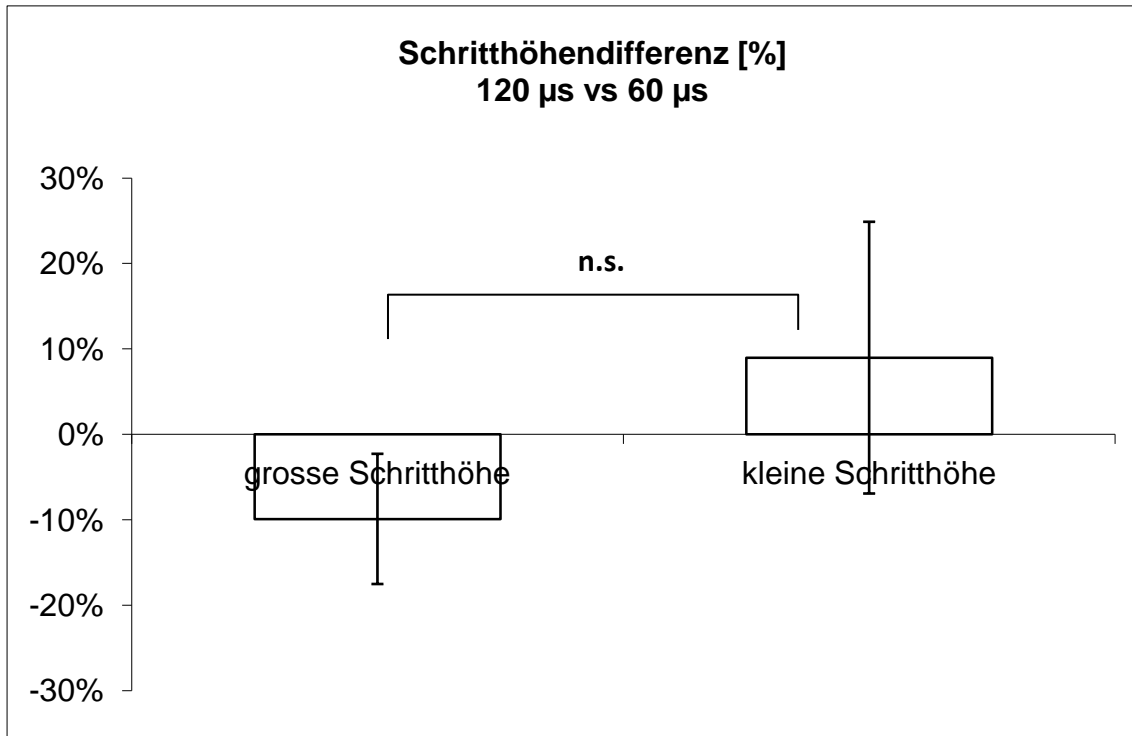 Schritthöhendifferenz [%]
120 µs vs 60 µs
30%
20%
n.s.
10%
0%
grosse Schritthöhe kleine Schritthöhe
-10%
-20%
-30%